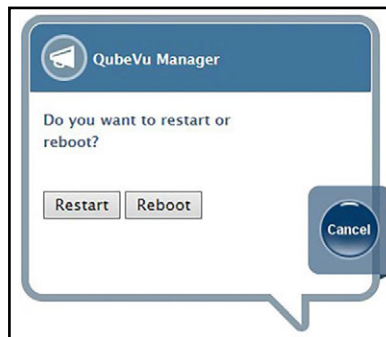 QubeVu Manager
Do you want to restart or
reboot?
Restart Reboot
Cancel